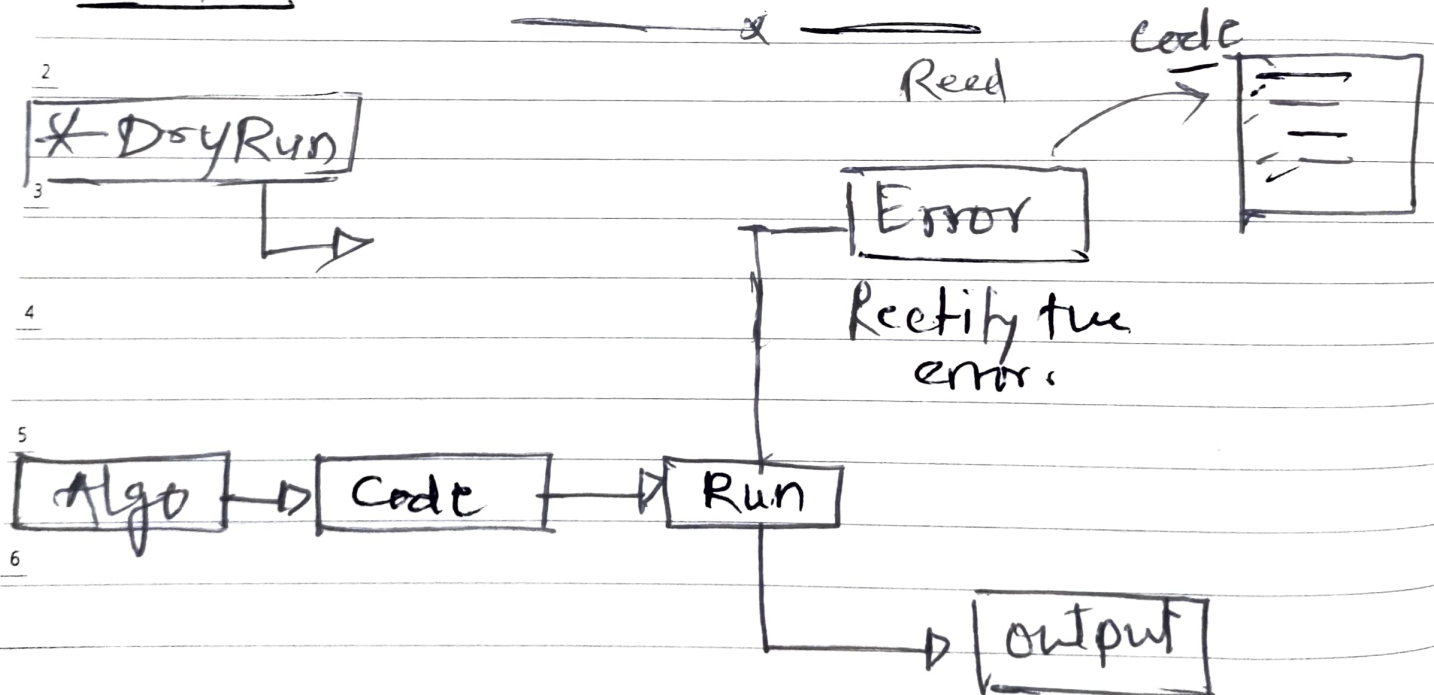 x
Code
2
Reed
* DryRun
3
Error
4
Rectify the
error.
5
Algo
Code
Run
6
output